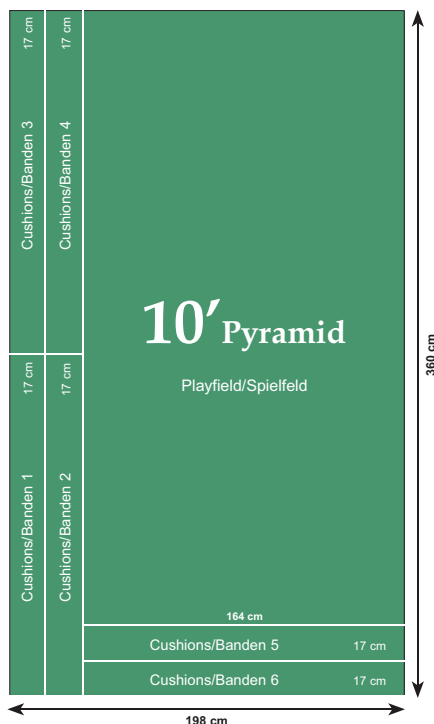 17 cm
17 cm
Cushions/Banden 3
Cushions/Banden 4
10′ Pyramid
Playfield/Spielfeld
360 cm
17 cm
17 cm
Cushions/Banden 1
Cushions/Banden 2
164 cm
Cushions/Banden 5 17 cm
Cushions/Banden 6 17 cm
198 cm